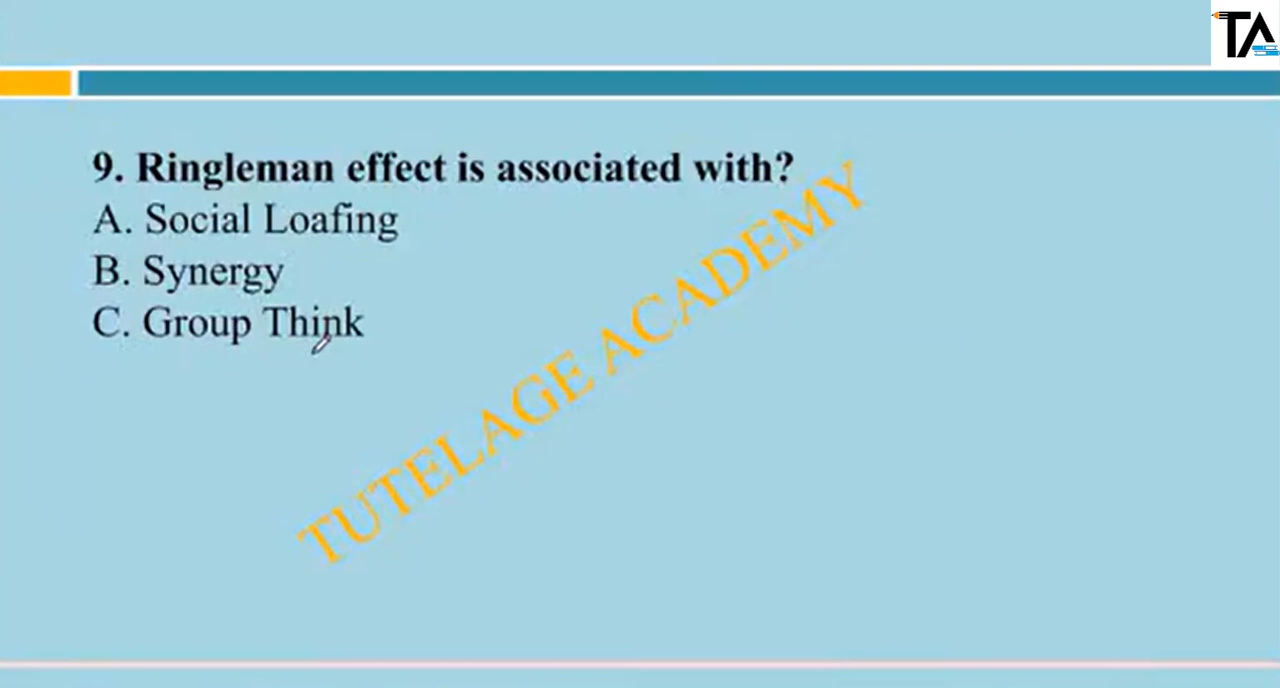 TA
9. Ringleman effect is associated with?
A. Social Loafing
B. Synergy
C. Group Think
TUTELAGE ACADEMY